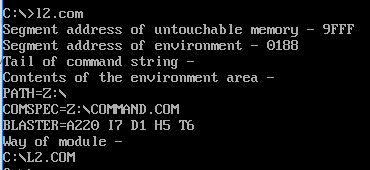 C:\>l2.com
Segment address of untouchable memory - 9FFF
Segment address of environment - 0188
Tail of command string -
Contents of the environment area -
PATH=Z:\
COMSPEC=Z:\COMMAND.COM
BLASTER=A220 I7 D1 H5 T6
Way of module -
C:\L2.COM